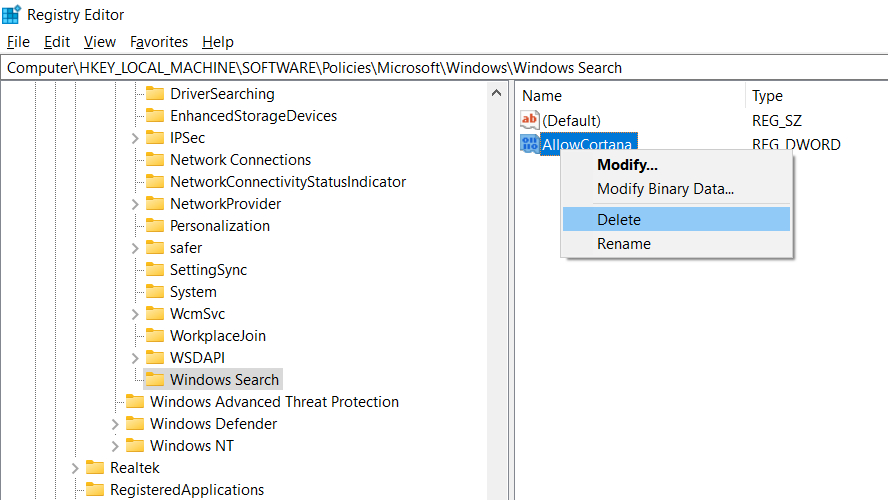 Registry Editor
File Edit View Favorites Help
Computer\HKEY_LOCAL_MACHINE\SOFTWARE\Policies\Microsoft\Windows\Windows Search
DriverSearching
EnhancedStorageDevices
IPSec
Network Connections
NetworkConnectivityStatusIndicator
NetworkProvider
Personalization
safer
SettingSync
System
WcmSvc
WorkplaceJoin
WSDAPI
Windows Search
Windows Advanced Threat Protection
Windows Defender
Windows NT
Realtek
RegisteredApplications
Name Type
ab (Default) REG_SZ
AllowCortana REG_DWORD
Modify...
Modify Binary Data...
Delete
Rename